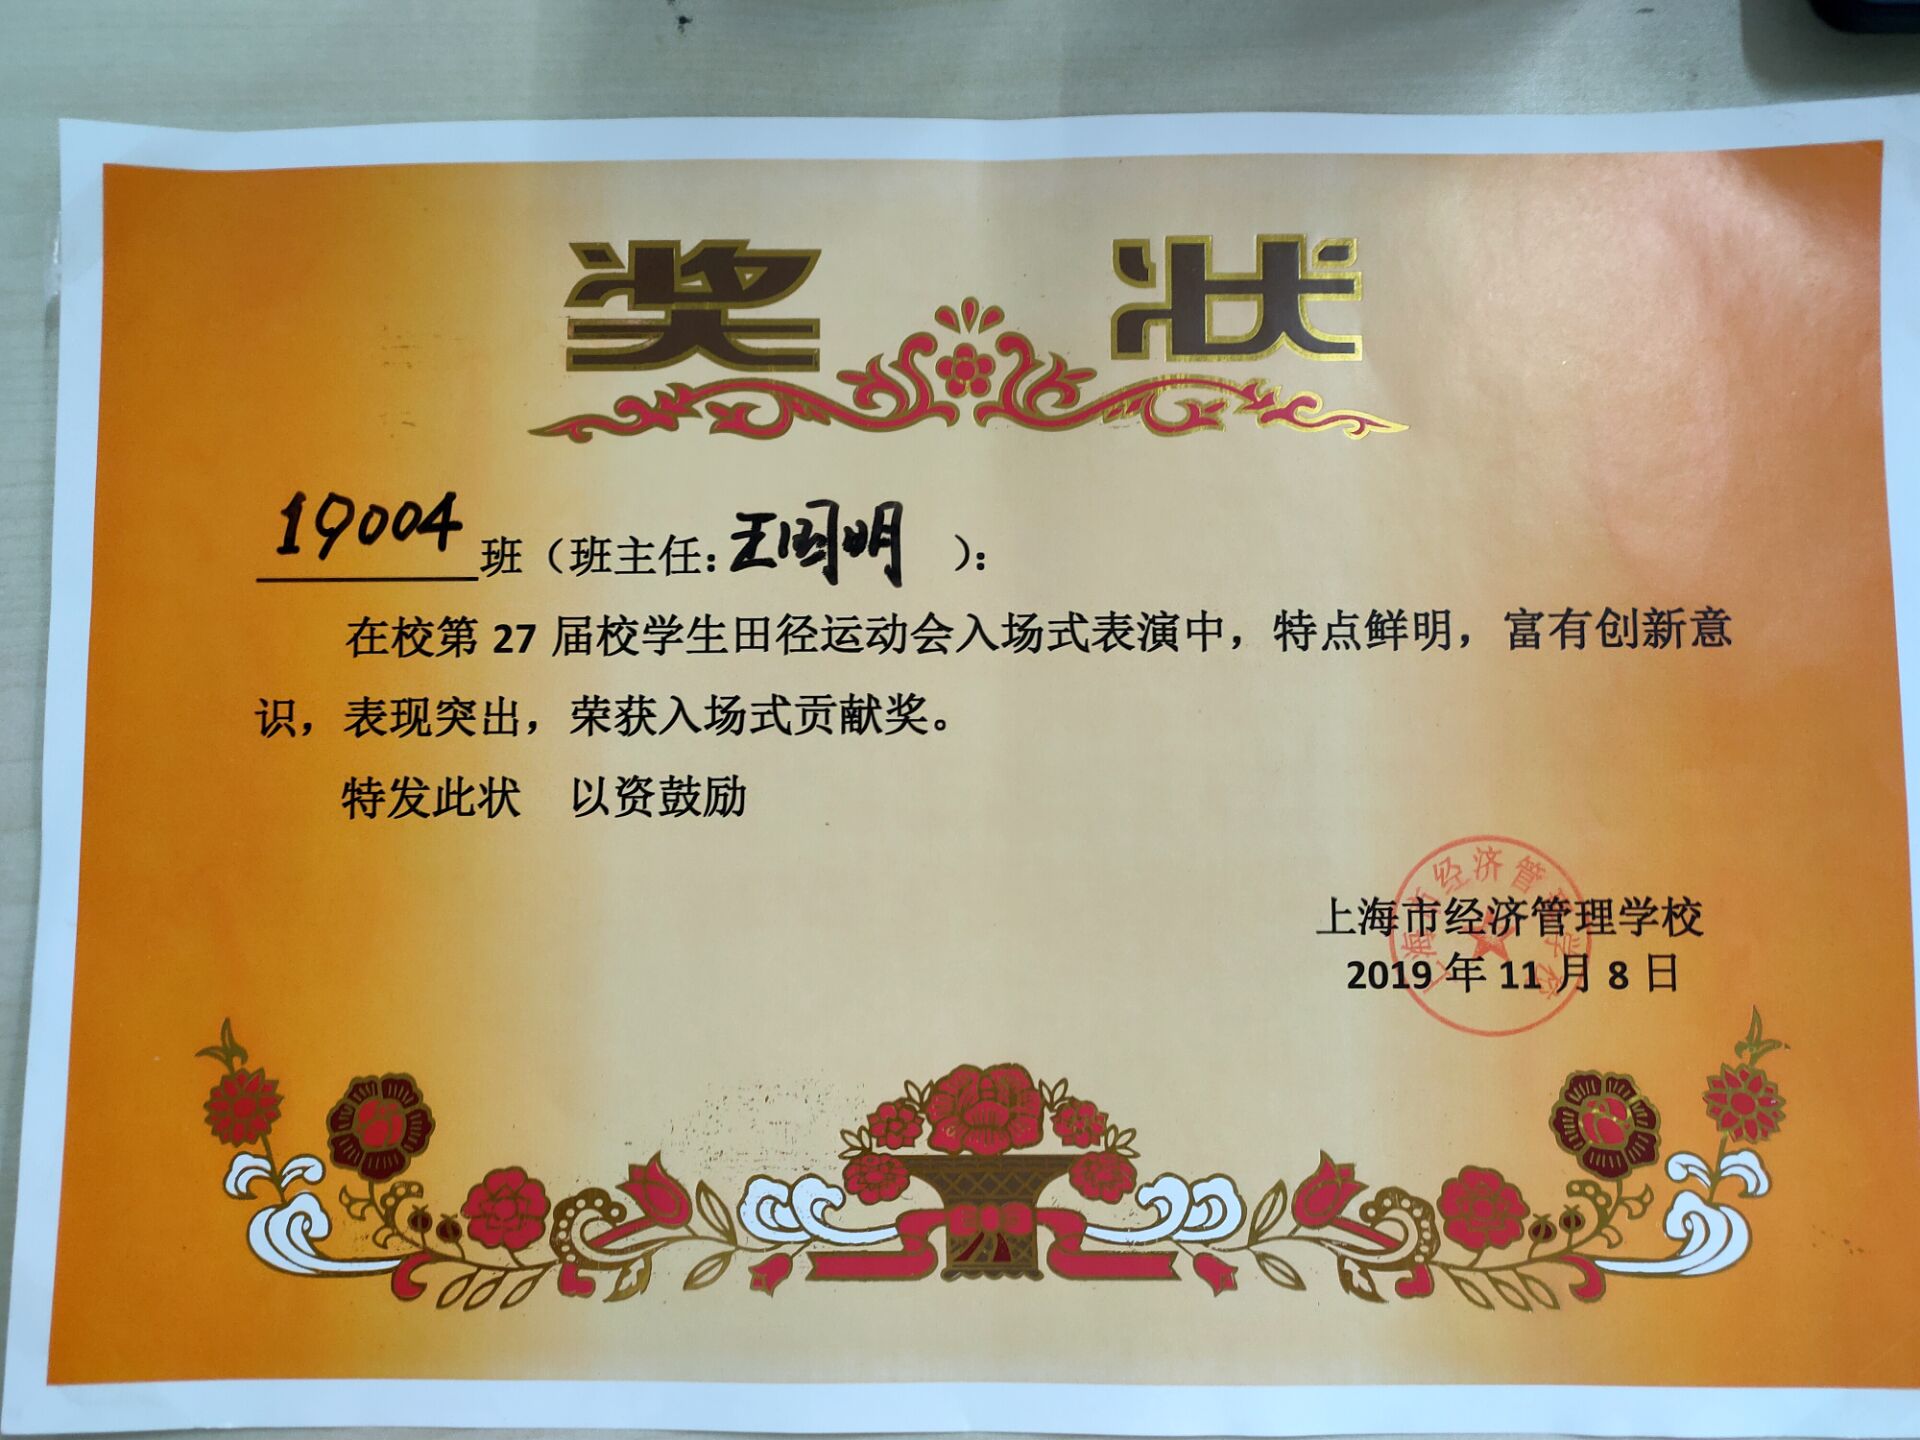 奖 状
19004 班（班主任：王国明 ）：
在校第 27 届校学生田径运动会入场式表演中，特点鲜明，富有创新意
识，表现突出，荣获入场式贡献奖。
特发此状 以资鼓励
上海市经济管理学校
上海市经济管理学校
2019 年 11 月 8 日